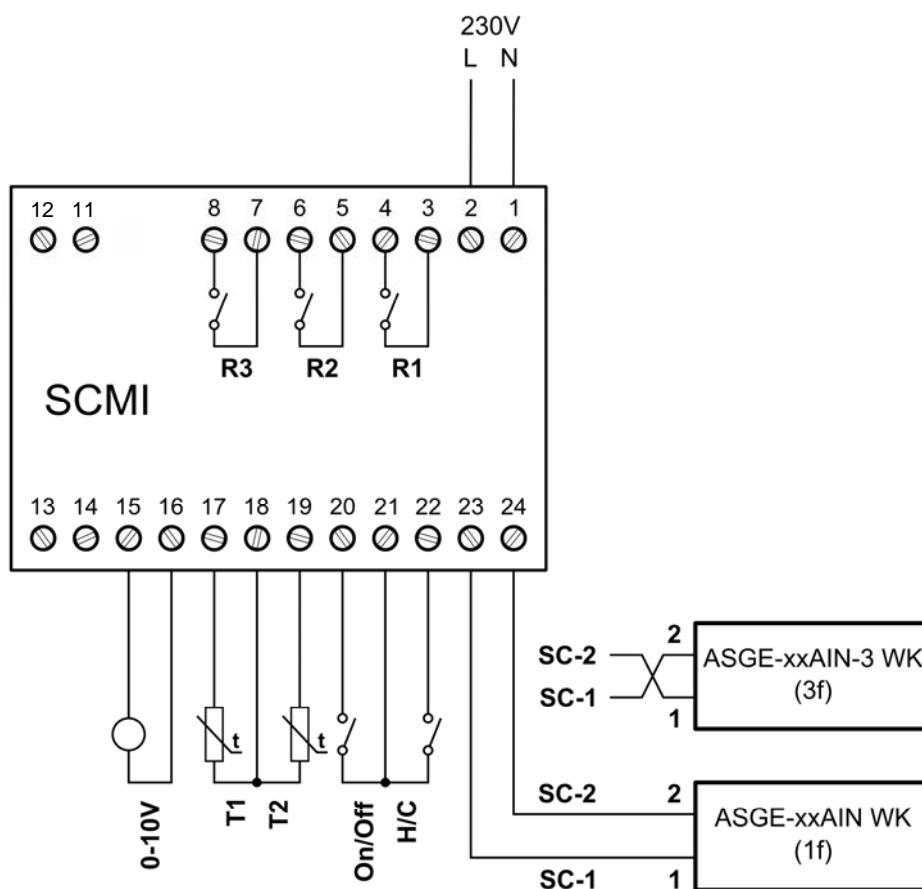 230V
L N
12 11 8 7 6 5 4 3 2 1
R3 R2 R1
SCMI
13 14 15 16 17 18 19 20 21 22 23 24
2
SC-2
ASGE-xxAIN-3 WK
(3f)
SC-1
1
t t
0-10V
T1
T2
On/Off
H/C
SC-2 2
ASGE-xxAIN WK
(1f)
SC-1 1